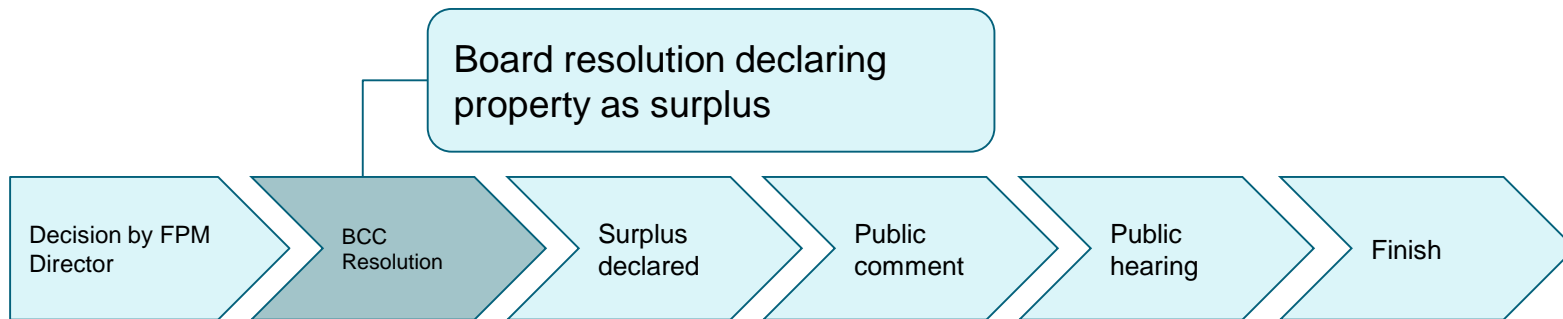 Board resolution declaring
property as surplus
Decision by FPM
Director
BCC
Resolution
Surplus
declared
Public
comment
Public
hearing
Finish